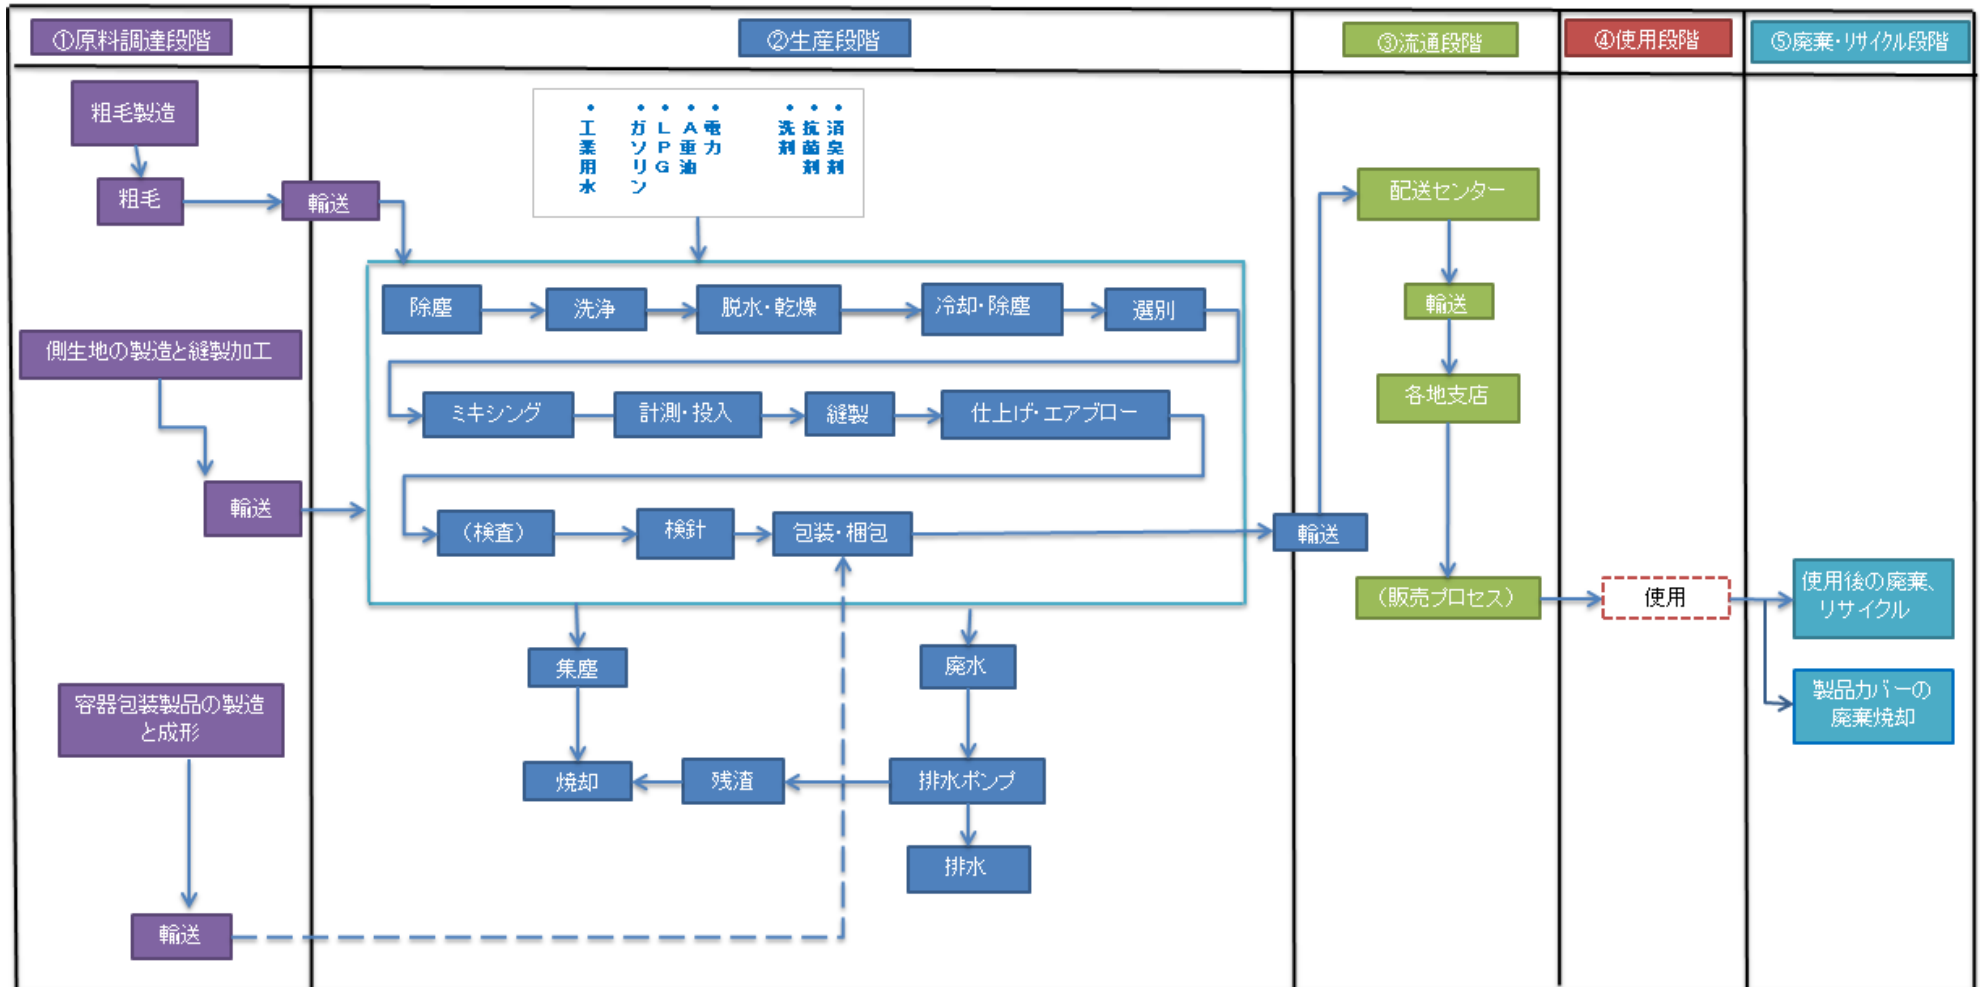 ①原料調達段階
②生産段階
③流通段階
④使用段階
⑤廃棄・リサイクル段階
粗毛製造
粗毛
輸送
側生地の製造と縫製加工
輸送
容器包装製品の製造
と成形
輸送
・消臭剤
・抗菌剤
・洗剤
・電力
・A重油
・LPG
・ガソリン
・工業用水
除塵
洗浄
脱水・乾燥
冷却・除塵
選別
ミキシング
計測・投入
縫製
仕上げ・エアブロー
（検査）
検針
包装・梱包
輸送
集塵
廃水
焼却
残渣
排水ポンプ
排水
配送センター
輸送
各地支店
（販売プロセス）
使用
使用後の廃棄、
リサイクル
製品カバーの
廃棄焼却